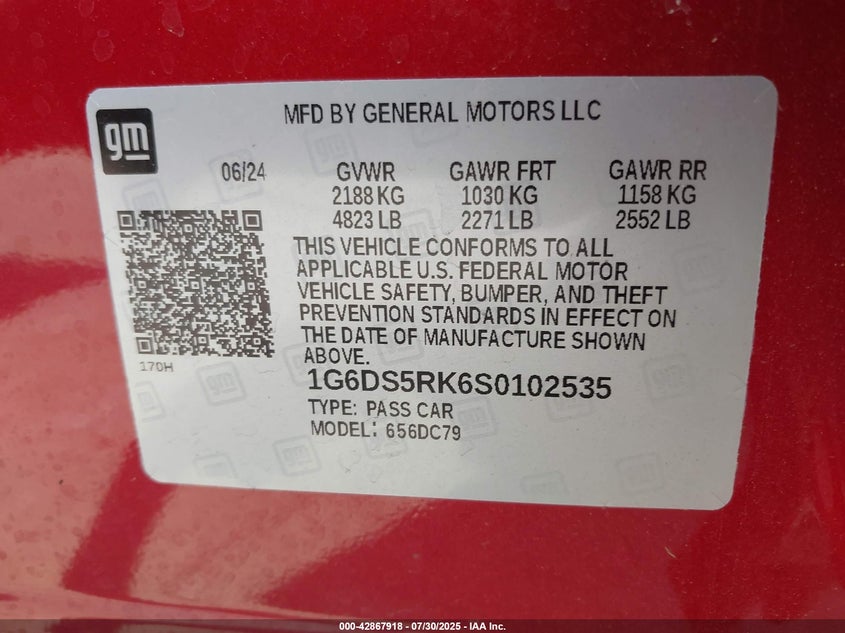 gm
MFD BY GENERAL MOTORS LLC
06/24 GVWR GAWR FRT GAWR RR
2188 KG 1030 KG 1158 KG
4823 LB 2271 LB 2552 LB
THIS VEHICLE CONFORMS TO ALL
APPLICABLE U.S. FEDERAL MOTOR
VEHICLE SAFETY, BUMPER, AND THEFT
PREVENTION STANDARDS IN EFFECT ON
THE DATE OF MANUFACTURE SHOWN
ABOVE.
170H
1G6DS5RK6S0102535
TYPE: PASS CAR
MODEL: 656DC79
000-42867918 - 07/30/2025 - IAA Inc.